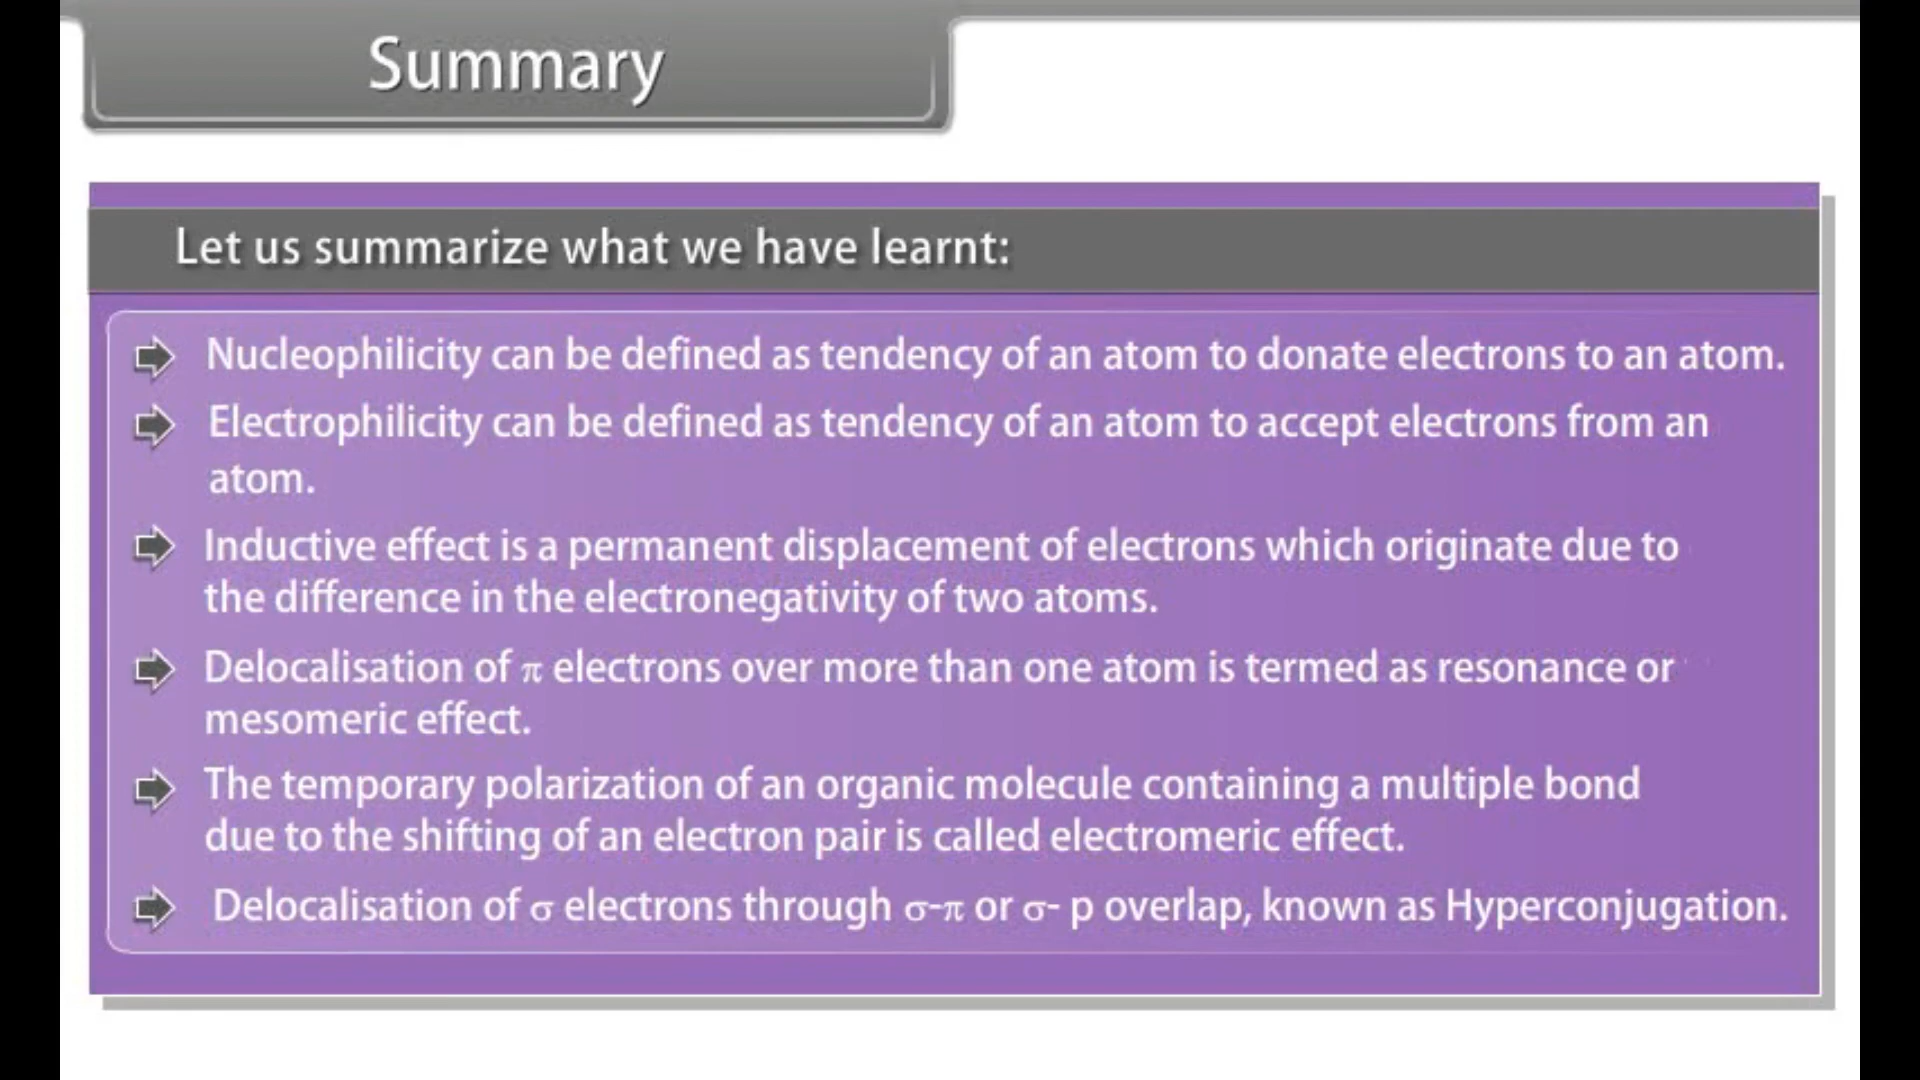 Summary
Let us summarize what we have learnt:
Nucleophilicity can be defined as tendency of an atom to donate electrons to an atom.
Electrophilicity can be defined as tendency of an atom to accept electrons from an
atom.
Inductive effect is a permanent displacement of electrons which originate due to
the difference in the electronegativity of two atoms.
Delocalisation of π electrons over more than one atom is termed as resonance or
mesomeric effect.
The temporary polarization of an organic molecule containing a multiple bond
due to the shifting of an electron pair is called electromeric effect.
Delocalisation of σ electrons through σ-π or σ- p overlap, known as Hyperconjugation.